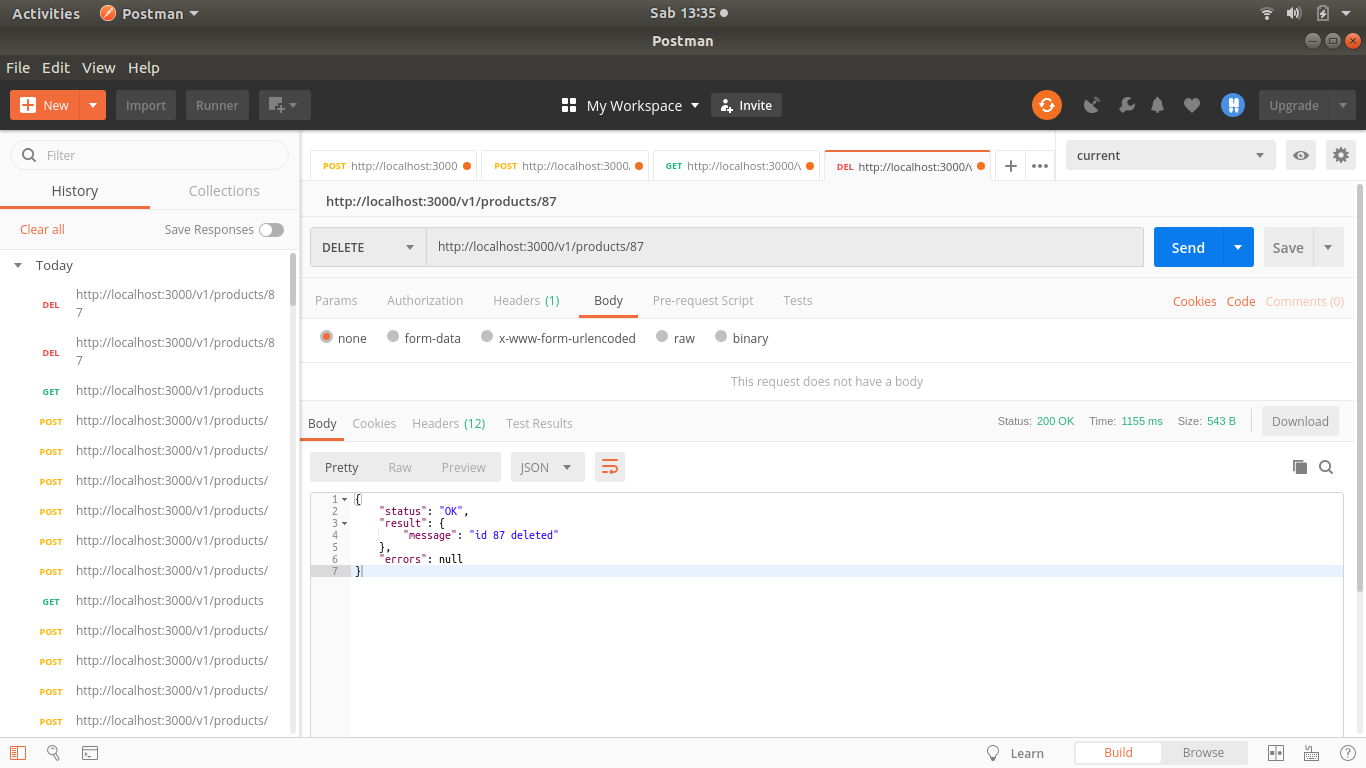 Activities Postman Sab 13:35
Postman
File Edit View Help
New Import Runner My Workspace Invite Upgrade
Filter
History Collections
Clear all Save Responses
Today
DEL http://localhost:3000/v1/products/8
7
DEL http://localhost:3000/v1/products/8
7
GET http://localhost:3000/v1/products
POST http://localhost:3000/v1/products/
POST http://localhost:3000/v1/products/
POST http://localhost:3000/v1/products/
POST http://localhost:3000/v1/products/
POST http://localhost:3000/v1/products/
POST http://localhost:3000/v1/products/
GET http://localhost:3000/v1/products
POST http://localhost:3000/v1/products/
POST http://localhost:3000/v1/products/
POST http://localhost:3000/v1/products/
POST http://localhost:3000/v1/products/
POST http://localhost:3000 POST http://localhost:3000. GET http://localhost:3000/\ DEL http://localhost:3000/\ current
http://localhost:3000/v1/products/87
DELETE http://localhost:3000/v1/products/87 Send Save
Params Authorization Headers (1) Body Pre-request Script Tests Cookies Code Comments (0)
none form-data x-www-form-urlencoded raw binary
This request does not have a body
Body Cookies Headers (12) Test Results Status: 200 OK Time: 1155 ms Size: 543 B Download
Pretty Raw Preview JSON
1 {
2 "status": "OK",
3 "result": {
4 "message": "id 87 deleted"
5 },
6 "errors": null
7 }
Learn Build Browse